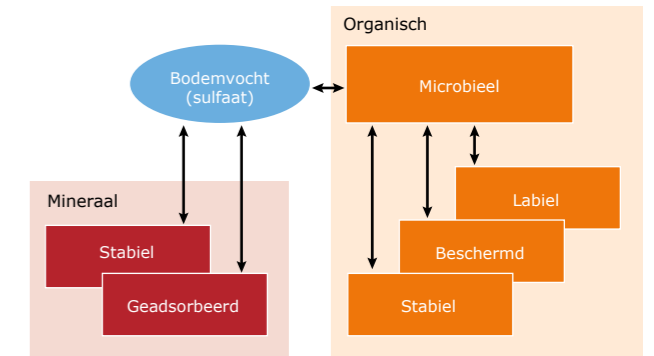 Organisch
Bodemvocht
(sulfaat)
Microbieel
Mineraal
Labiel
Stabiel
Beschermd
Geadsorbeerd
Stabiel